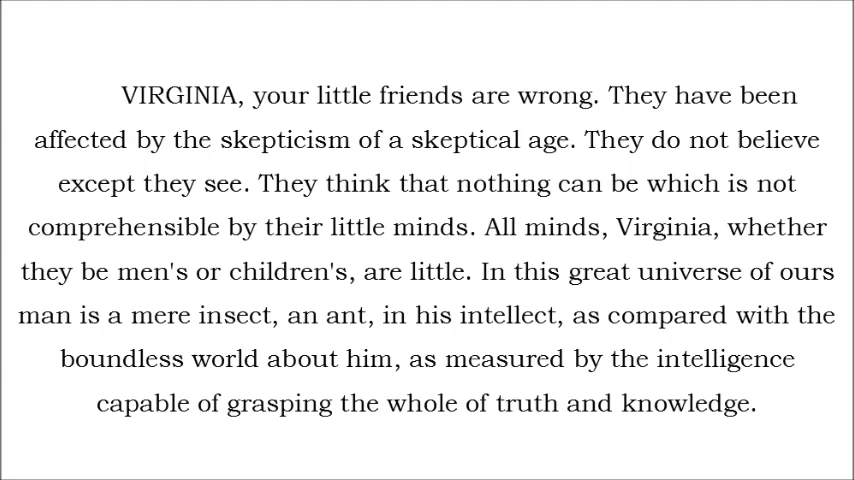 VIRGINIA, your little friends are wrong. They have been
affected by the skepticism of a skeptical age. They do not believe
except they see. They think that nothing can be which is not
comprehensible by their little minds. All minds, Virginia, whether
they be men's or children's, are little. In this great universe of ours
man is a mere insect, an ant, in his intellect, as compared with the
boundless world about him, as measured by the intelligence
capable of grasping the whole of truth and knowledge.